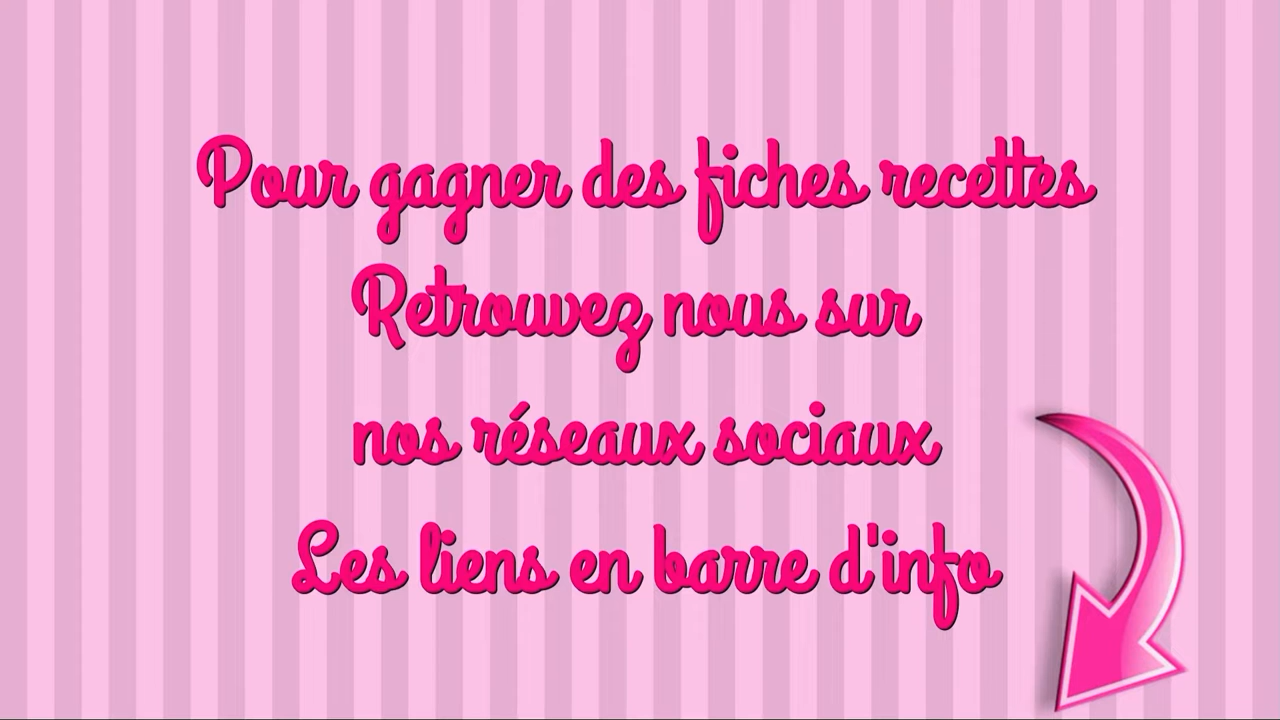 Pour gagner des fiches recettes
Retrouvez nous sur
nos réseaux sociaux
Les liens en barre d'info